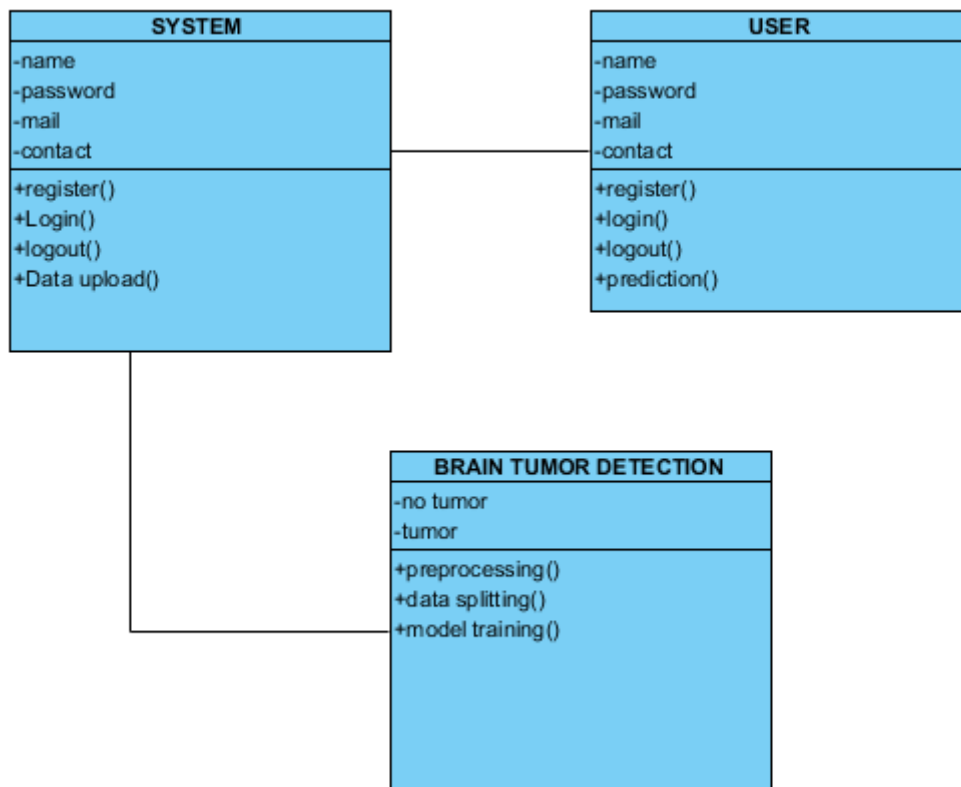 SYSTEM
-name
-password
-mail
-contact
+register()
+Login()
+logout()
+Data upload()
USER
-name
-password
-mail
-contact
+register()
+login()
+logout()
+prediction()
BRAIN TUMOR DETECTION
-no tumor
-tumor
+preprocessing()
+data splitting()
+model training()